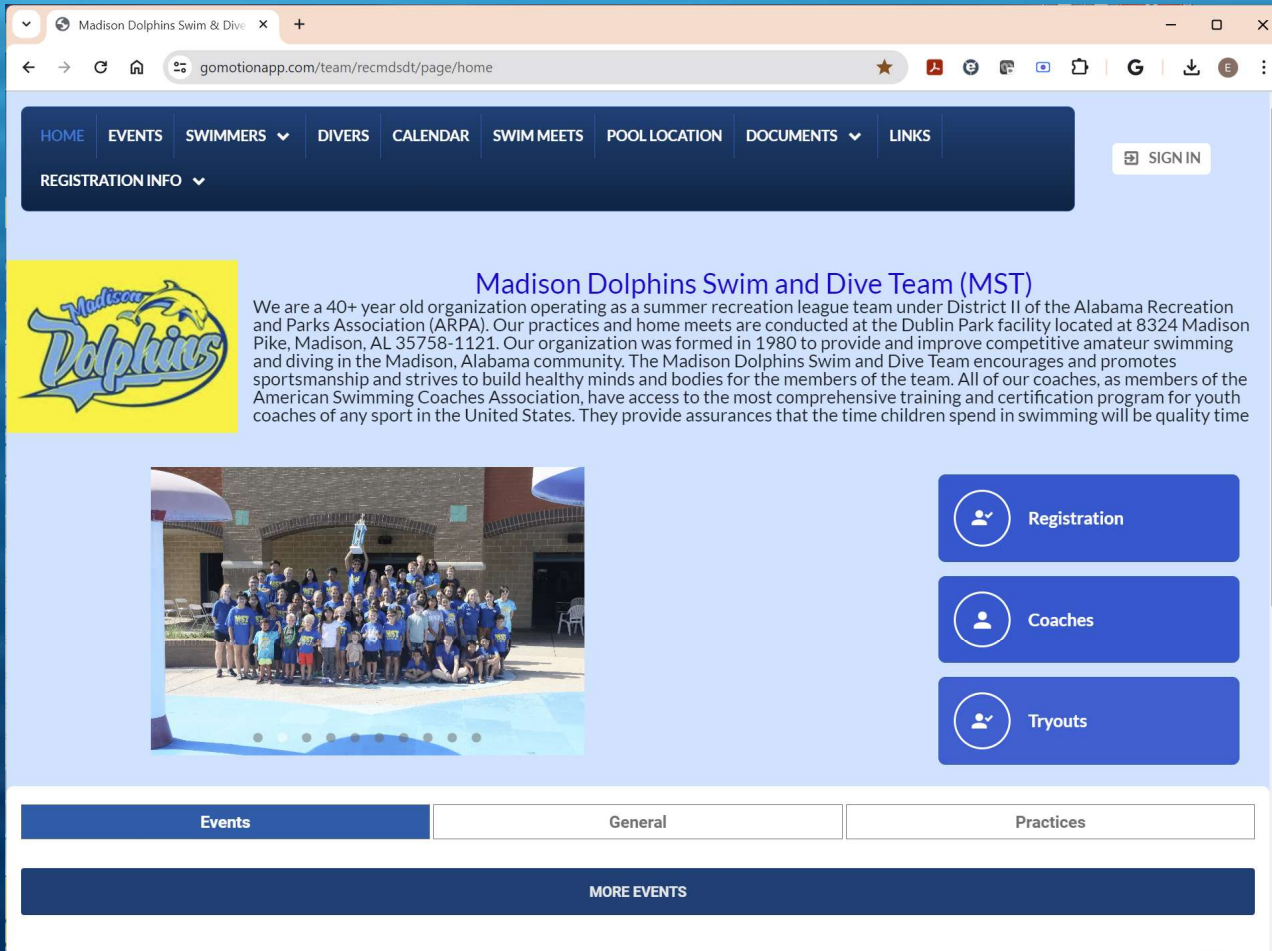 Madison Dolphins Swim & Dive
gomotionapp.com/team/recmdsdt/page/home
G
E
HOME EVENTS SWIMMERS DIVERS CALENDAR SWIM MEETS POOL LOCATION DOCUMENTS LINKS
REGISTRATION INFO
SIGN IN
Madison
Dolphins
Madison Dolphins Swim and Dive Team (MST)
We are a 40+ year old organization operating as a summer recreation league team under District II of the Alabama Recreation
and Parks Association (ARPA). Our practices and home meets are conducted at the Dublin Park facility located at 8324 Madison
Pike, Madison, AL 35758-1121. Our organization was formed in 1980 to provide and improve competitive amateur swimming
and diving in the Madison, Alabama community. The Madison Dolphins Swim and Dive Team encourages and promotes
sportsmanship and strives to build healthy minds and bodies for the members of the team. All of our coaches, as members of the
American Swimming Coaches Association, have access to the most comprehensive training and certification program for youth
coaches of any sport in the United States. They provide assurances that the time children spend in swimming will be quality time
MST
MST
MST
Registration
Coaches
Tryouts
Events General Practices
MORE EVENTS